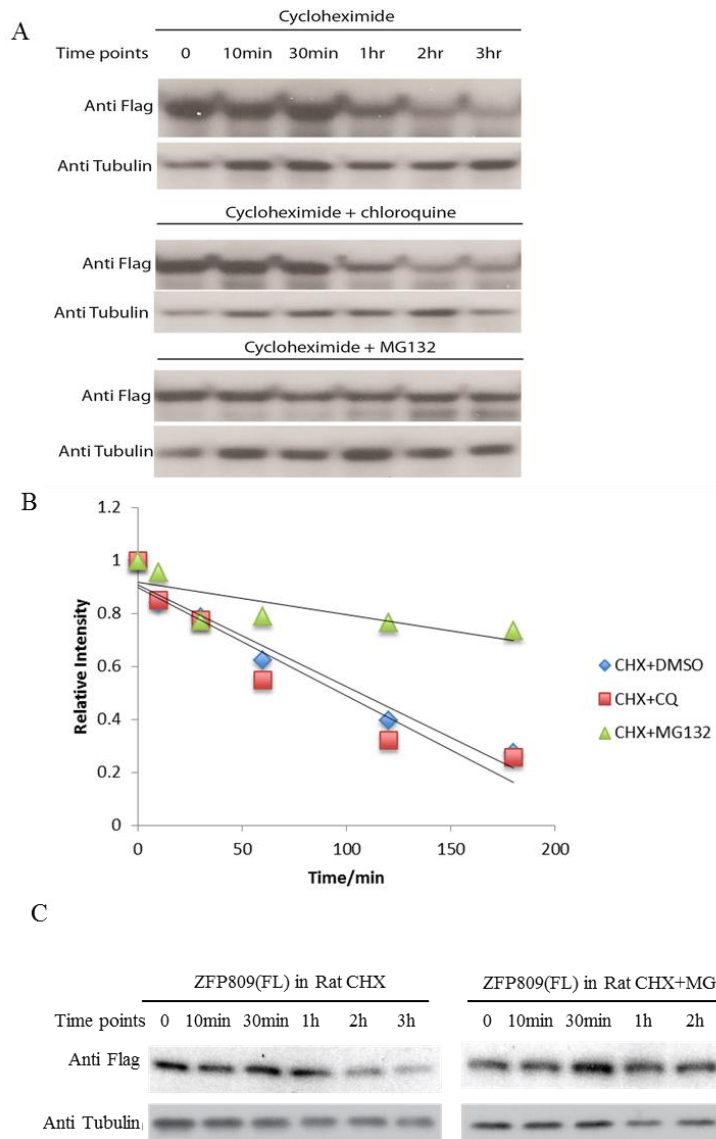 A
Cycloheximide
Time points 0 10min 30min 1hr 2hr 3hr
Anti Flag
Anti Tubulin
Cycloheximide + chloroquine
Anti Flag
Anti Tubulin
Cycloheximide + MG132
Anti Flag
Anti Tubulin
B
1.2
1
0.8
0.6
0.4
0.2
0
Relative Intensity
0 50 100 150 200
Time/min
CHX+DMSO
CHX+CQ
CHX+MG132
C
ZFP809(FL) in Rat CHX ZFP809(FL) in Rat CHX+MG
Time points 0 10min 30min 1h 2h 3h 0 10min 30min 1h 2h
Anti Flag
Anti Tubulin